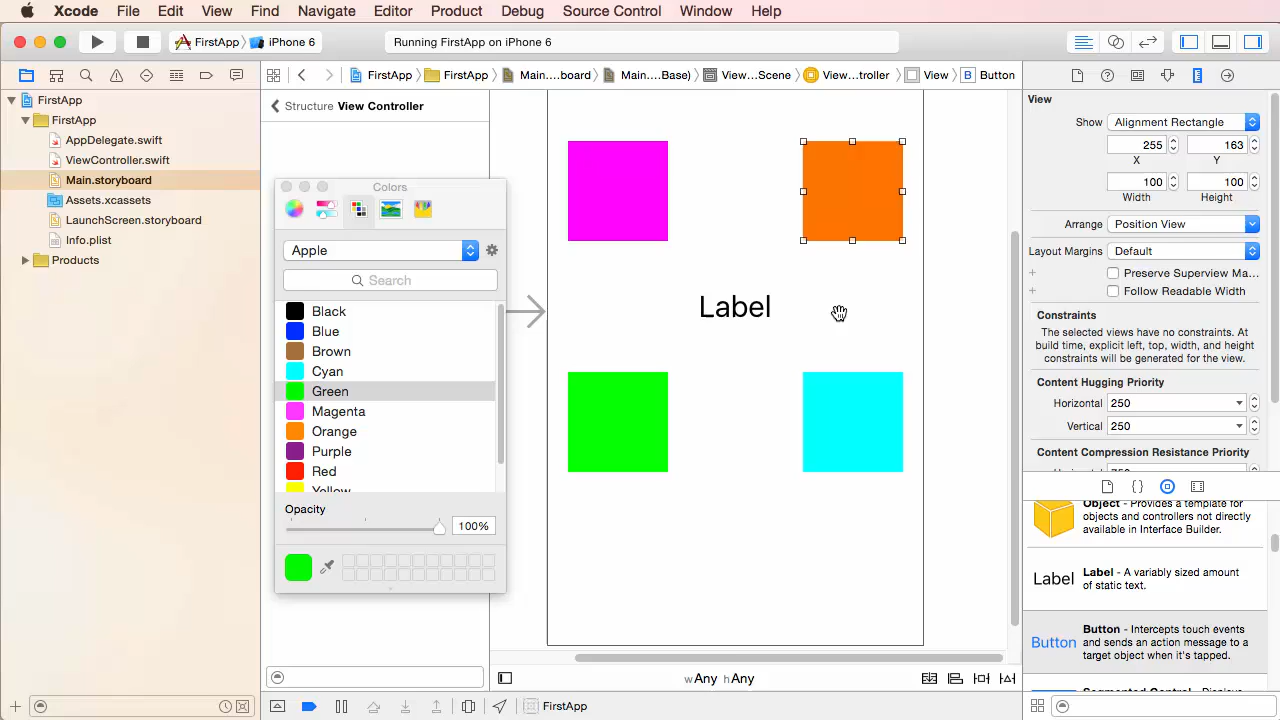 Xcode File Edit View Find Navigate Editor Product Debug Source Control Window Help
FirstApp iPhone 6
Running FirstApp on iPhone 6
FirstApp FirstApp Main....board Main....Base) View...Scene View...troller View B Button
FirstApp
FirstApp
AppDelegate.swift
ViewController.swift
Main.storyboard
Assets.xcassets
LaunchScreen.storyboard
Info.plist
Products
Structure View Controller
Colors
Apple
Search
Black
Blue
Brown
Cyan
Green
Magenta
Orange
Purple
Red
Yellow
Opacity
100%
Label
wAny hAny
FirstApp
View
Show Alignment Rectangle
255 163
X Y
100 100
Width Height
Arrange Position View
Layout Margins Default
+ Preserve Superview Ma...
+ Follow Readable Width
Constraints
The selected views have no constraints. At
build time, explicit left, top, width, and height
constraints will be generated for the view.
Content Hugging Priority
Horizontal 250
Vertical 250
Content Compression Resistance Priority
Object - Provides a template for
objects and controllers not directly
available in Interface Builder.
Label Label - A variably sized amount
of static text.
Button Button - Intercepts touch events
and sends an action message to a
target object when it's tapped.
Segmented Control - Displays